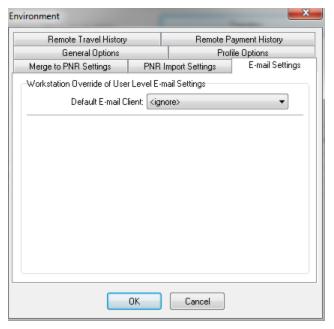 Environment
Remote Travel History
Remote Payment History
General Options
Profile Options
Merge to PNR Settings
PNR Import Settings
E-mail Settings
Workstation Override of User Level E-mail Settings
Default E-mail Client: <ignore>
OK
Cancel